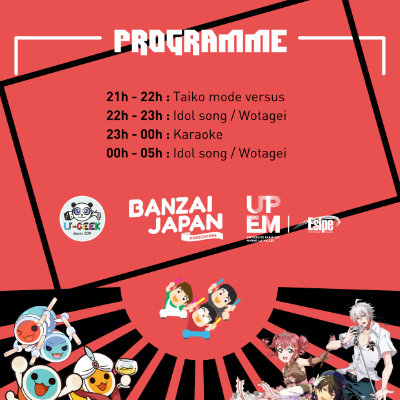 PROGRAMME
21h - 22h : Taiko mode versus
22h - 23h : Idol song / Wotagei
23h - 00h : Karaoke
00h - 05h : Idol song / Wotagei
U-GEEK
BANZAI
JAPAN
ASSOCIATION
UP
EM
Esipe